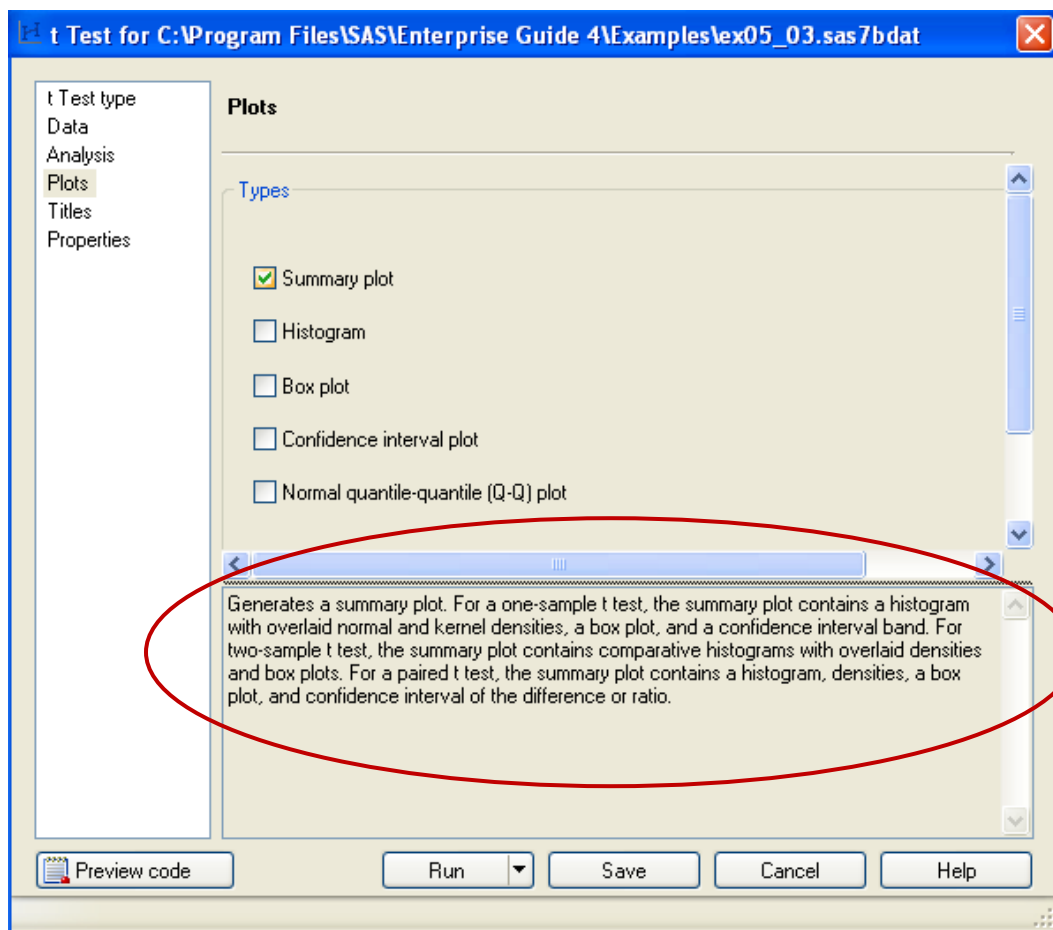 t Test for C:\Program Files\SAS\Enterprise Guide 4\Examples\ex05_03.sas7bdat
t Test type
Data
Analysis
Plots
Titles
Properties
Plots
Types
Summary plot
Histogram
Box plot
Confidence interval plot
Normal quantile-quantile (Q-Q) plot
Generates a summary plot. For a one-sample t test, the summary plot contains a histogram
with overlaid normal and kernel densities, a box plot, and a confidence interval band. For
two-sample t test, the summary plot contains comparative histograms with overlaid densities
and box plots. For a paired t test, the summary plot contains a histogram, densities, a box
plot, and confidence interval of the difference or ratio.
Preview code
Run
Save
Cancel
Help